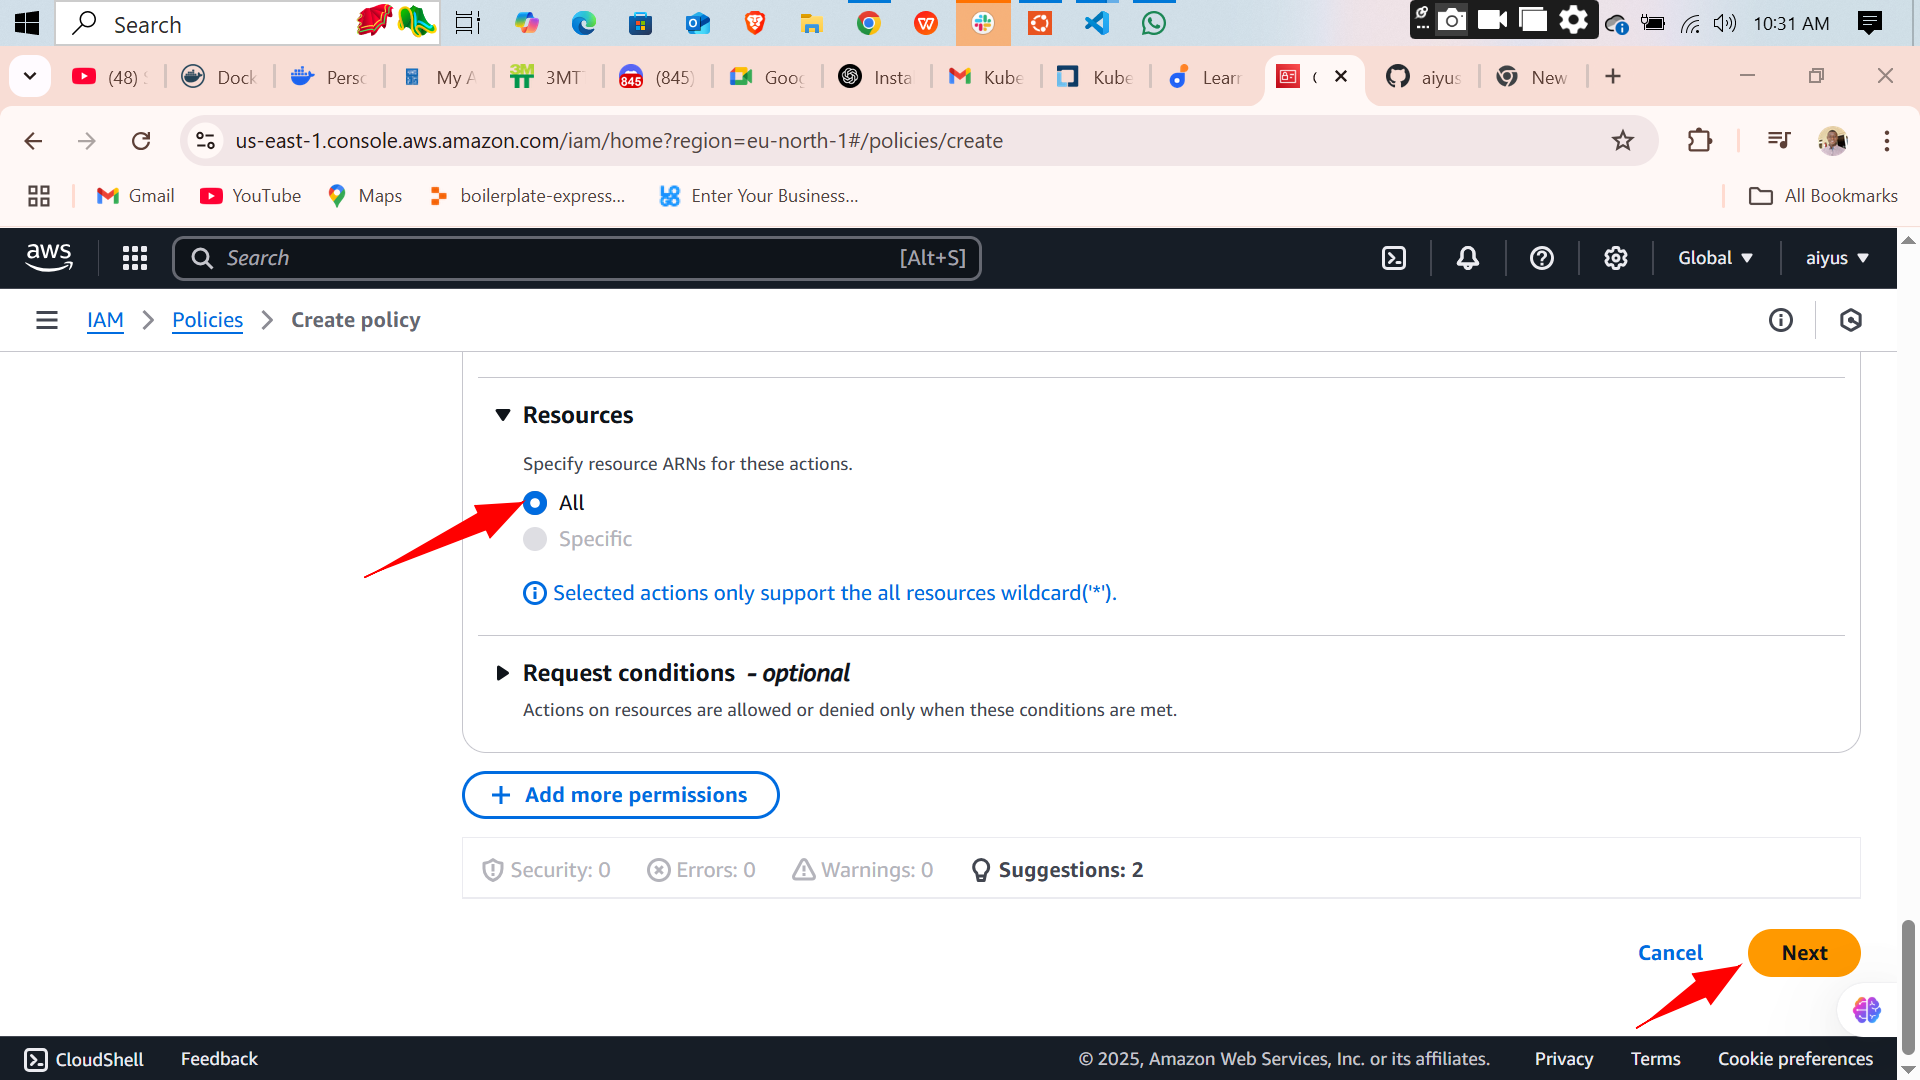 Search
10:31 AM
(48) S
Dock
Perso
My A
3MT
845
(845)
Goog
Insta
Kube
Kube
Learn
aiyus
New
us-east-1.console.aws.amazon.com/iam/home?region=eu-north-1#/policies/create
Gmail
YouTube
Maps
boilerplate-express...
Enter Your Business...
All Bookmarks
aws
Search
[Alt+S]
Global
aiyus
IAM
Policies
Create policy
Resources
Specify resource ARNs for these actions.
All
Specific
Selected actions only support the all resources wildcard('*').
Request conditions - optional
Actions on resources are allowed or denied only when these conditions are met.
+ Add more permissions
Security: 0
Errors: 0
Warnings: 0
Suggestions: 2
Cancel
Next
CloudShell
Feedback
© 2025, Amazon Web Services, Inc. or its affiliates.
Privacy
Terms
Cookie preferences